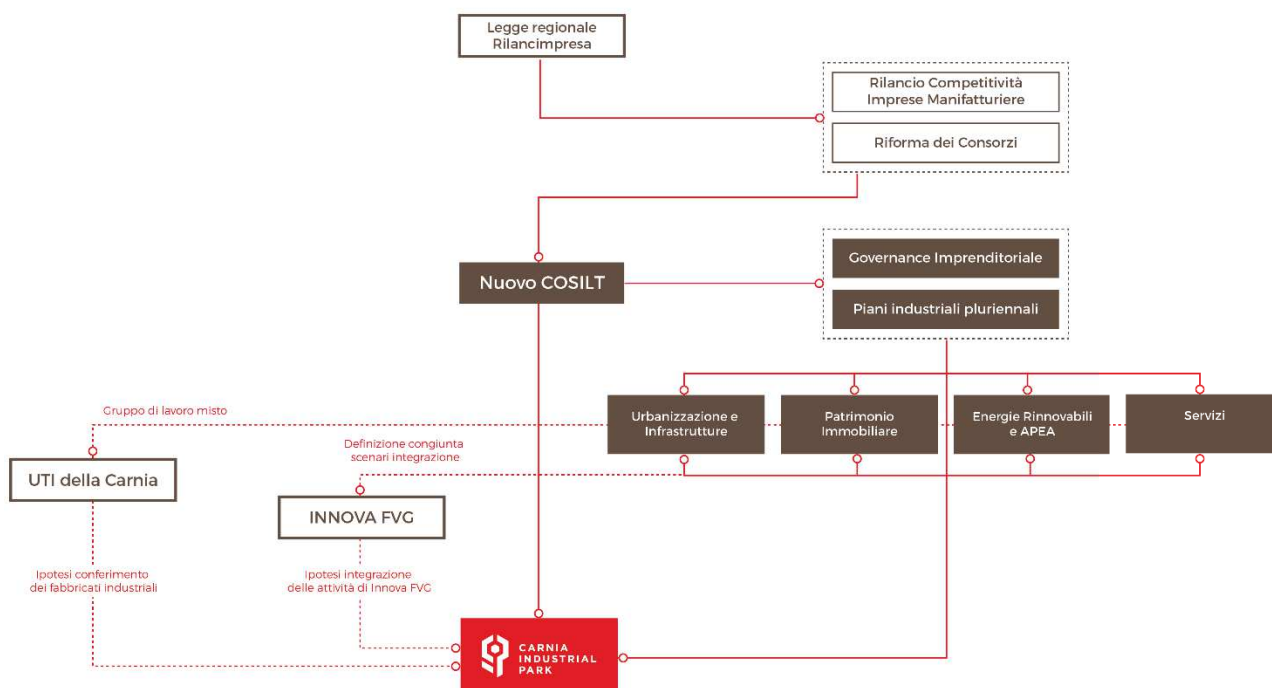 Legge regionale
Rilancimpresa
Rilancio Competitività
Imprese Manifatturiere
Riforma dei Consorzi
Governance Imprenditoriale
Nuovo COSILT
Piani industriali pluriennali
Gruppo di lavoro misto
Urbanizzazione e
Infrastrutture
Patrimonio
Immobiliare
Energie Rinnovabili
e APEA
Servizi
Definizione congiunta
scenari integrazione
UTI della Carnia
INNOVA FVG
Ipotesi conferimento
dei fabbricati industriali
Ipotesi integrazione
delle attività di Innova FVG
CARNIA
INDUSTRIAL
PARK